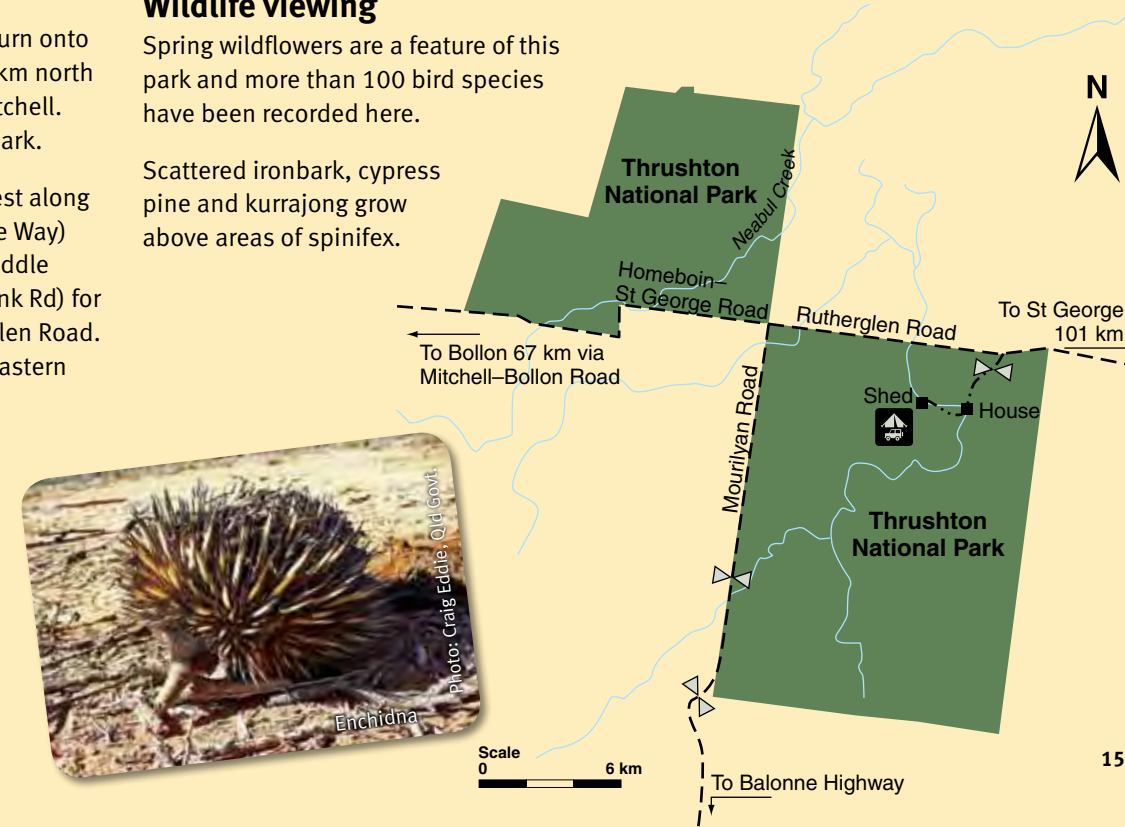 urn onto
km north
tchell.
ark.
est along
e Way)
ddle
nk Rd) for
len Road.
astern
Wildlife viewing
Spring wildflowers are a feature of this
park and more than 100 bird species
have been recorded here.
Scattered ironbark, cypress
pine and kurrajong grow
above areas of spinifex.
N
Thrushton
National Park
Neabul Creek
Homeboin–
St George Road
Rutherglen Road
To St George
101 km
To Bollon 67 km via
Mitchell–Bollon Road
Mourilyan Road
Shed
House
Thrushton
National Park
Photo: Craig Eddie, Qld Govt.
Enchidna
Scale
0 6 km
To Balonne Highway
15